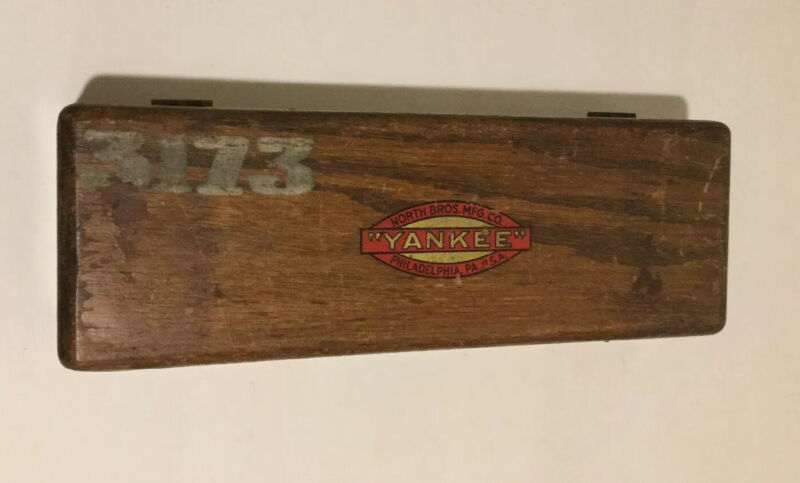 3173
NORTH BROS. MFG. CO.
"YANKEE"
PHILADELPHIA, PA "S.A.